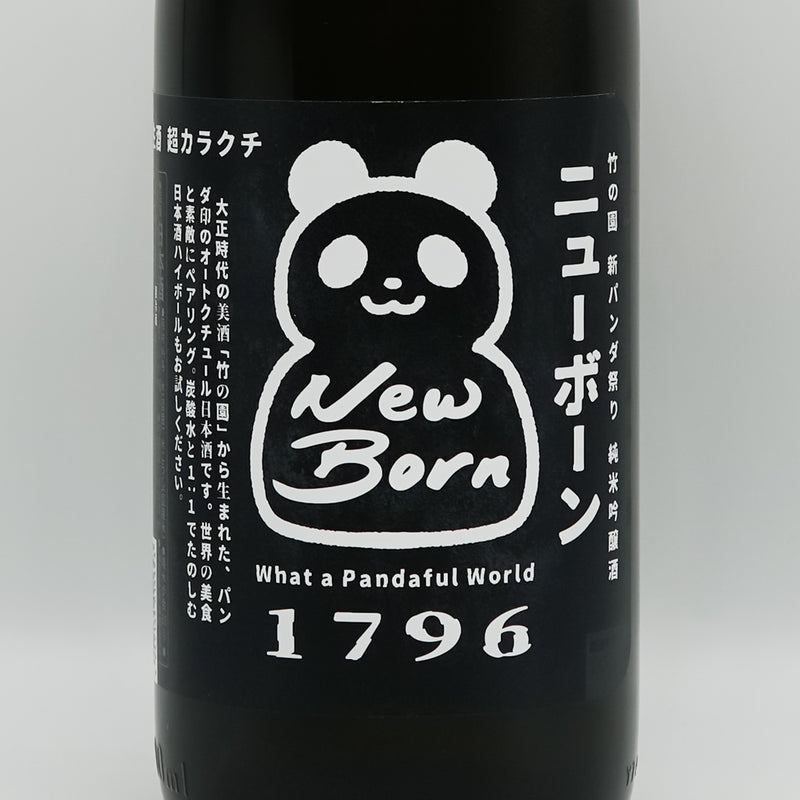 超カラクチ
竹の園 新パンダ祭り 純米吟醸酒
ニューボーン
New
Born
What a Pandaful World
1796
大正時代の美酒「竹の園」から生まれた、パン
ダ印のオートクチュール日本酒です。世界の美食
と素敵にペアリング。炭酸水と1:1でたのしむ
日本酒ハイボールもお試しください。